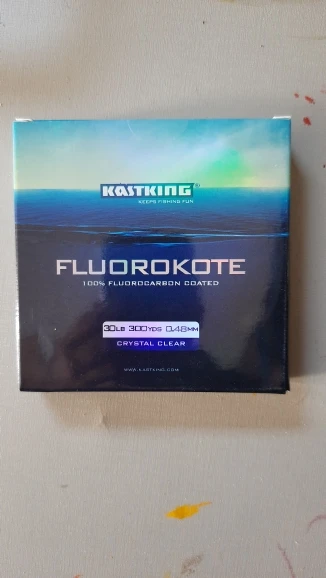 KASTKING®
KEEPS FISHING FUN
FLUOROKOTE
100% FLUOROCARBON COATED
30LB 300YDS 0.48MM
CRYSTAL CLEAR
WWW.KASTKING.COM